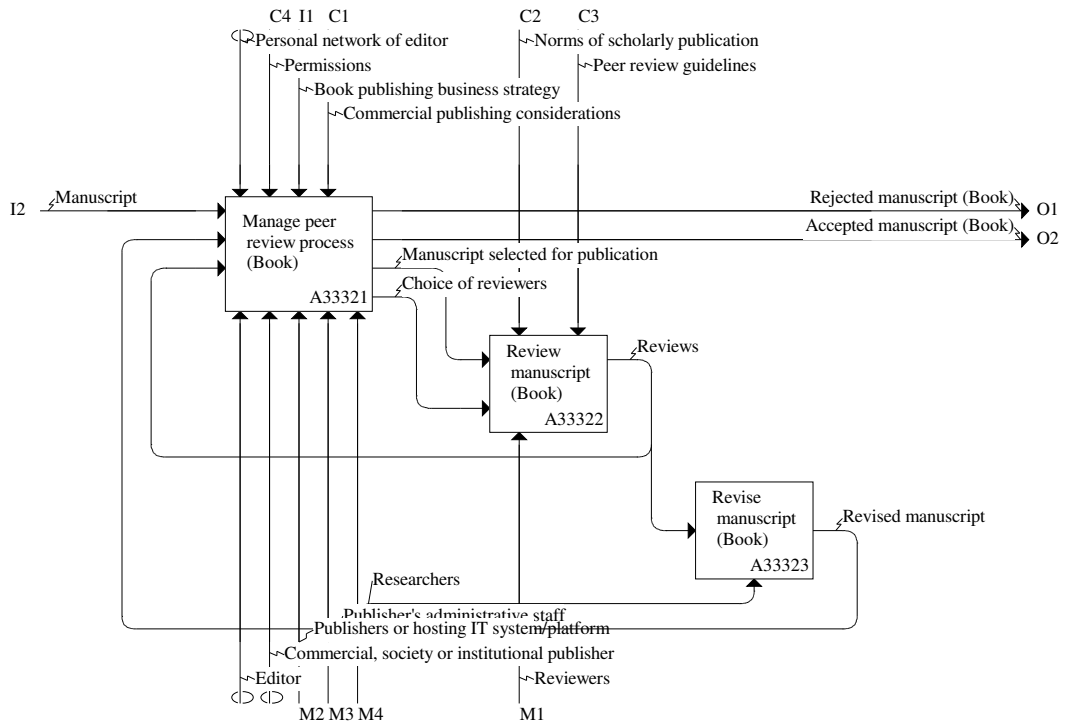 C4 I1 C1 C2 C3
Personal network of editor
Norms of scholarly publication
Permissions
Peer review guidelines
Book publishing business strategy
Commercial publishing considerations
I2
Manuscript
Rejected manuscript (Book)
O1
Accepted manuscript (Book)
O2
Manage peer
review process
(Book)
A33321
Manuscript selected for publication
Choice of reviewers
Review
manuscript
(Book)
A33322
Reviews
Revise
manuscript
(Book)
A33323
Revised manuscript
Researchers
Publisher's administrative staff
Publishers or hosting IT system/platform
Commercial, society or institutional publisher
Editor
Reviewers
M2 M3 M4 M1